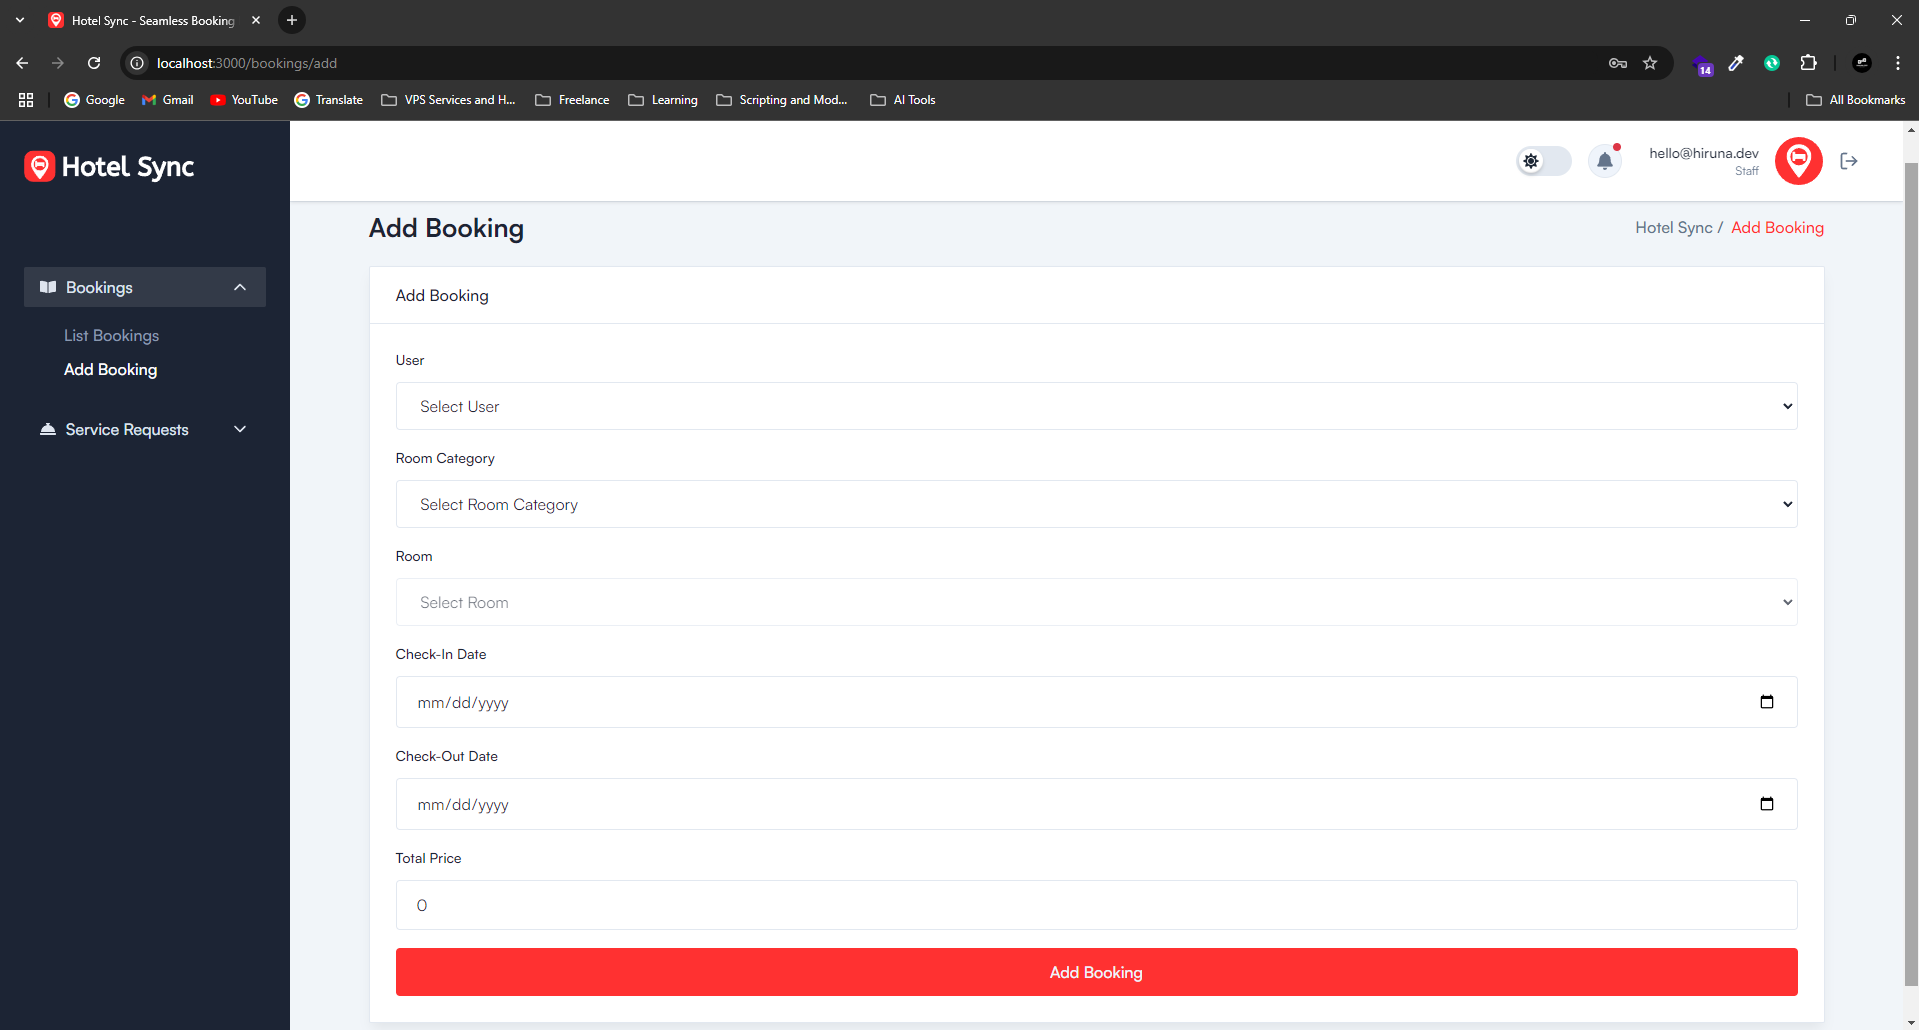 Hotel Sync - Seamless Booking
localhost:3000/bookings/add
14
Google
Gmail
YouTube
Translate
VPS Services and H...
Freelance
Learning
Scripting and Mod...
AI Tools
All Bookmarks
Hotel Sync
hello@hiruna.dev
Staff
Bookings
List Bookings
Add Booking
Service Requests
Add Booking
Hotel Sync / Add Booking
Add Booking
User
Select User
Room Category
Select Room Category
Room
Select Room
Check-In Date
mm/dd/yyyy
Check-Out Date
mm/dd/yyyy
Total Price
0
Add Booking